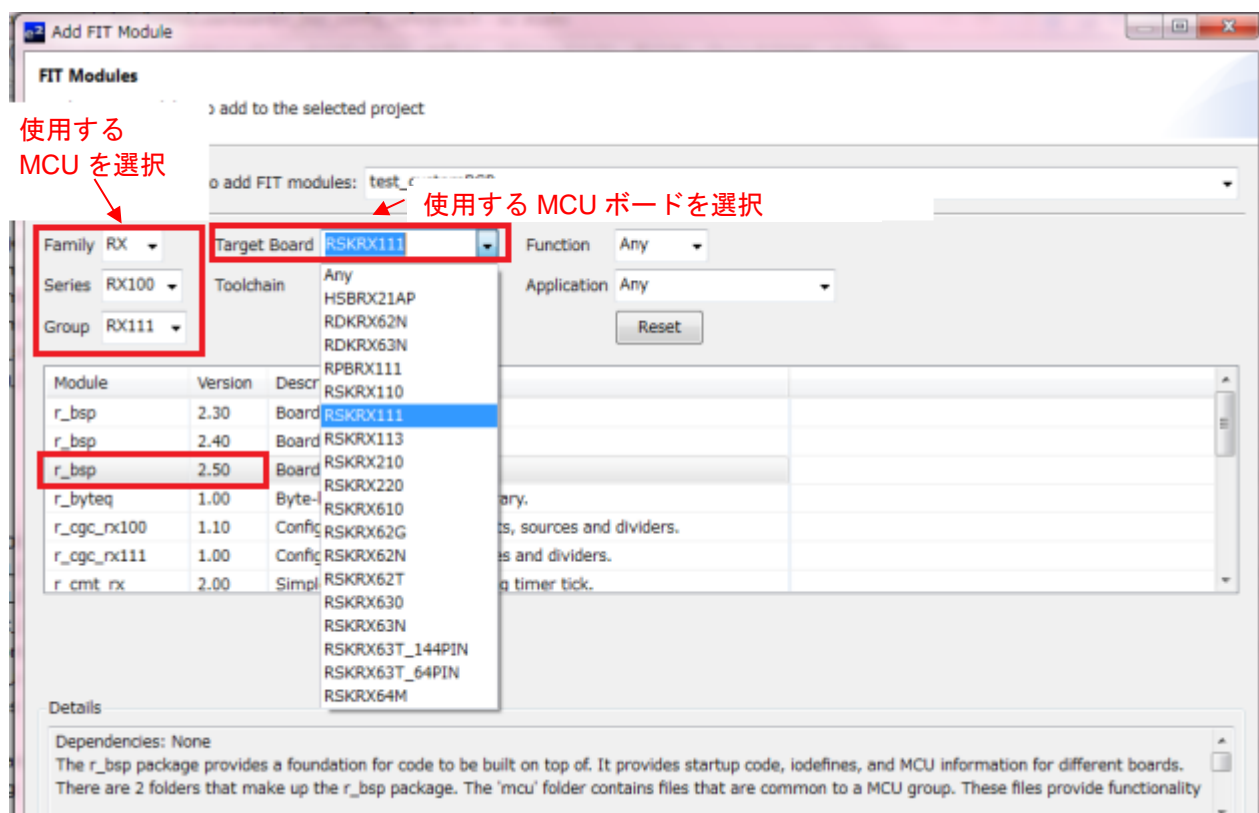 Add FIT Module
FIT Modules
add to the selected project
使用する
MCU を選択
to add FIT modules:
使用する MCU ボードを選択
Family RX Target Board RSKRX111 Function Any
Series RX100 Toolchain Application Any
Group RX111 Reset
Any
HSBRX21AP
RDKRX62N
RDKRX63N
RPBRX111
RSKRX110
RSKRX111
RSKRX113
RSKRX210
RSKRX220
RSKRX610
RSKRX62G
RSKRX62N
RSKRX62T
RSKRX630
RSKRX63N
RSKRX63T_144PIN
RSKRX63T_64PIN
RSKRX64M
Module Version Descr
r_bsp 2.30 Board
r_bsp 2.40 Board
r_bsp 2.50 Board
r_byteq 1.00 Byte- ary.
r_cgc_rx100 1.10 Config ts, sources and dividers.
r_cgc_rx111 1.00 Config es and dividers.
r_cmt_rx 2.00 Simpl g timer tick.
Details
Dependencies: None
The r_bsp package provides a foundation for code to be built on top of. It provides startup code, iodefines, and MCU information for different boards.
There are 2 folders that make up the r_bsp package. The 'mcu' folder contains files that are common to a MCU group. These files provide functionality